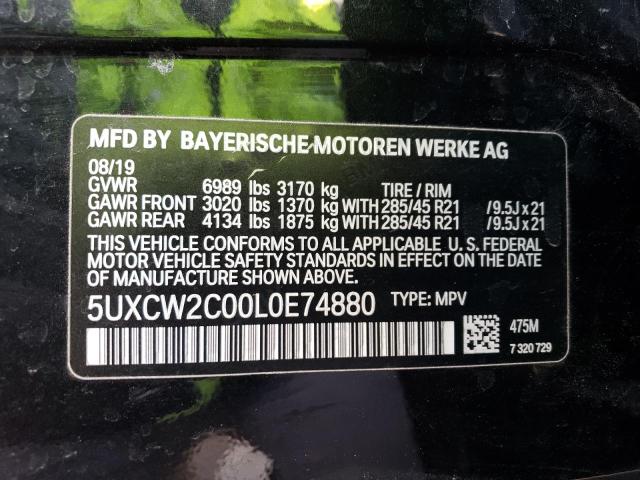 MFD BY BAYERISCHE MOTOREN WERKE AG
08/19
GVWR 6989 lbs 3170 kg TIRE / RIM
GAWR FRONT 3020 lbs 1370 kg WITH 285/45 R21 /9.5J x 21
GAWR REAR 4134 lbs 1875 kg WITH 285/45 R21 /9.5J x 21
THIS VEHICLE CONFORMS TO ALL APPLICABLE U.S. FEDERAL
MOTOR VEHICLE SAFETY STANDARDS IN EFFECT ON THE DATE
OF MANUFACTURE SHOWN ABOVE.
5UXCW2C00L0E74880 TYPE: MPV
475M
7 320 729